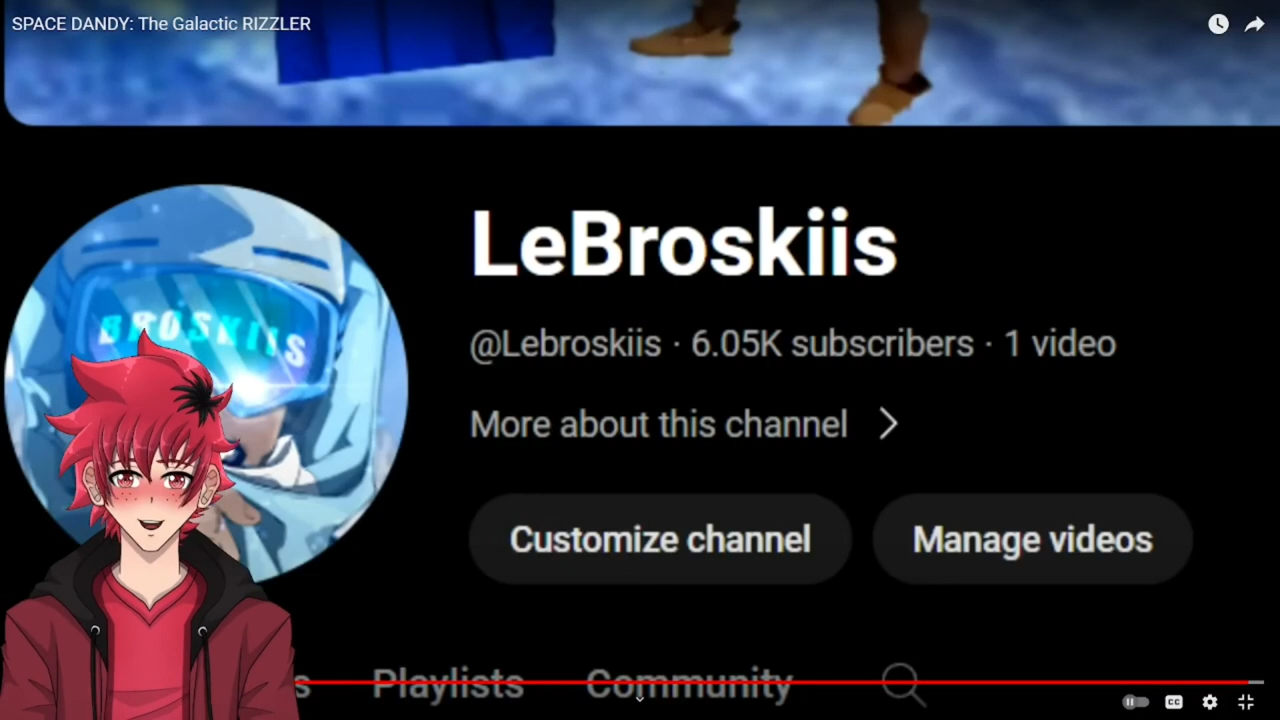 SPACE DANDY: The Galactic RIZZLER
BROSKIIS
LeBroskiis
@Lebroskiis · 6.05K subscribers · 1 video
More about this channel
Customize channel
Manage videos
s Playlists Community
CC